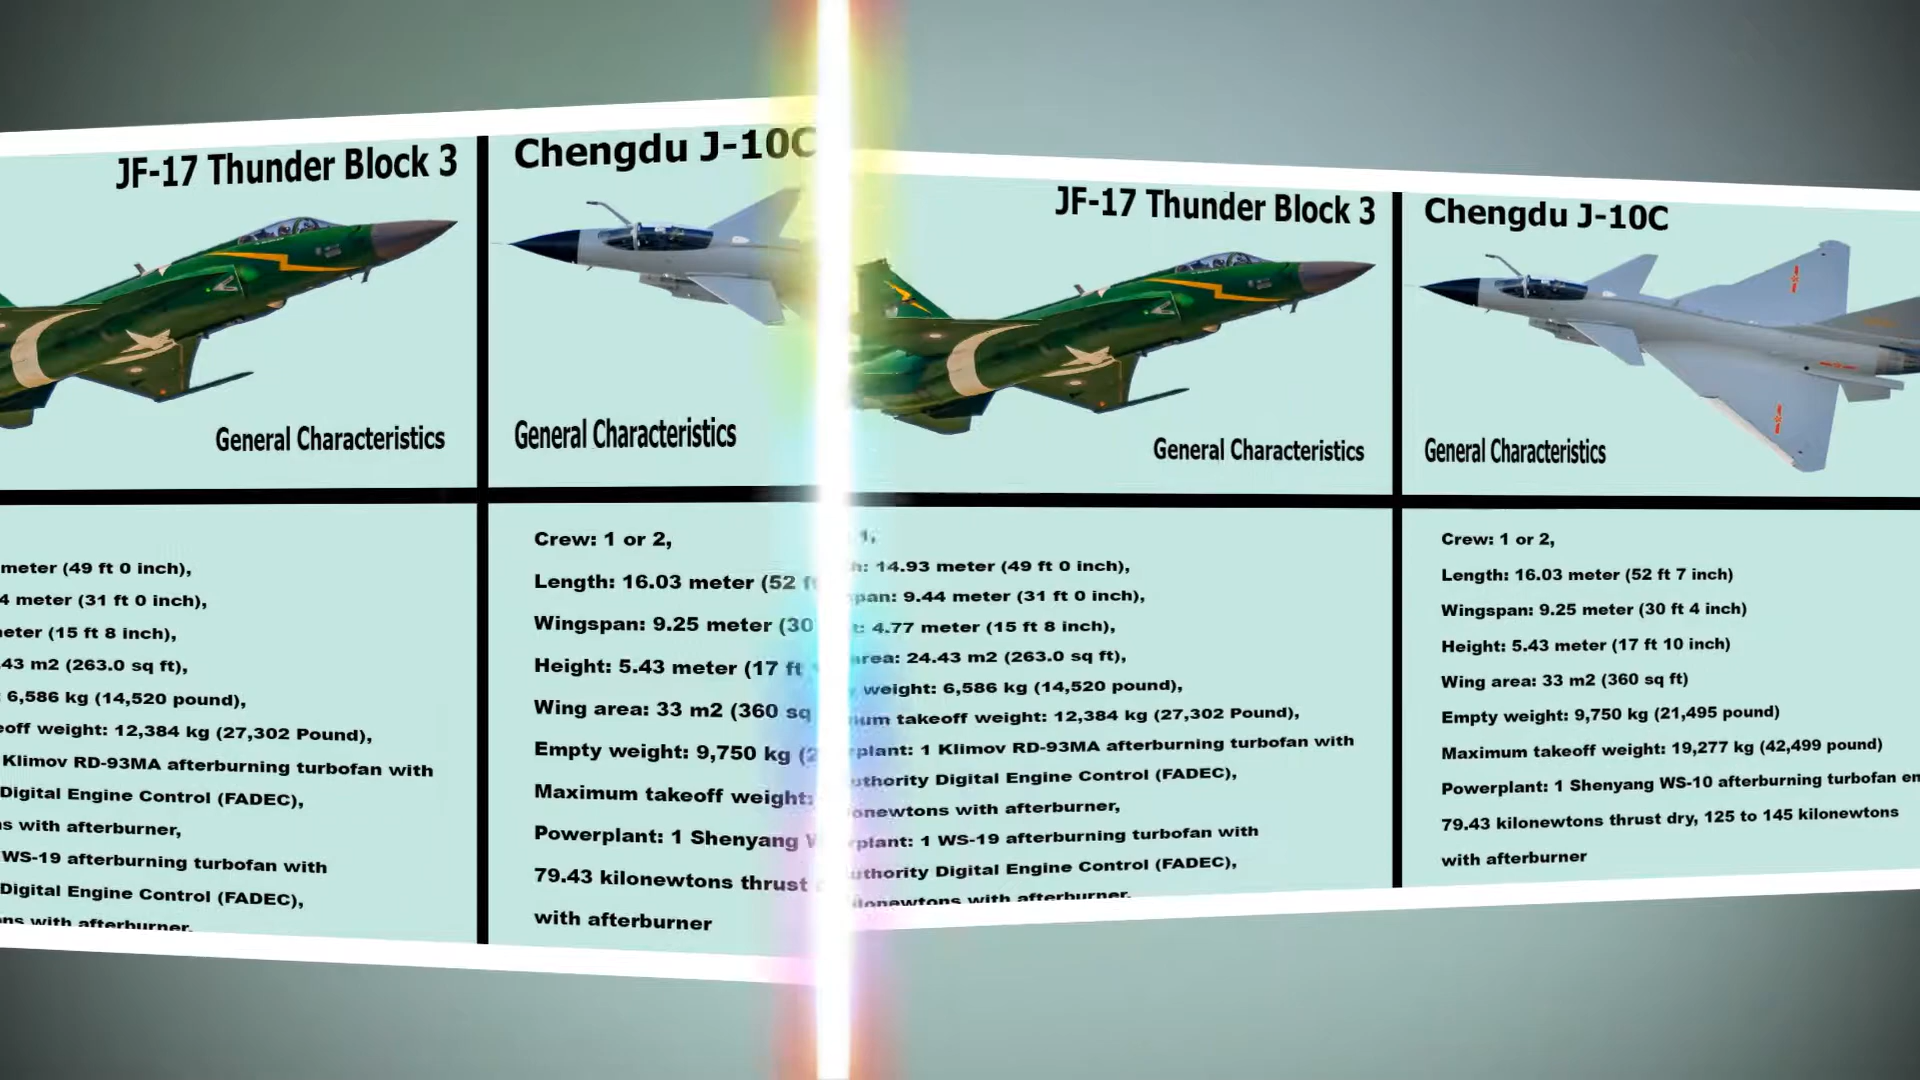 JF-17 Thunder Block 3
General Characteristics
meter (49 ft 0 inch),
4 meter (31 ft 0 inch),
(15 ft 8 inch),
43 m2 (263.0 sq ft),
6,586 kg (14,520 pound),
weight: 12,384 kg (27,302 Pound),
Klimov RD-93MA afterburning turbofan with
Digital Engine Control (FADEC),
with afterburner,
WS-19 afterburning turbofan with
Digital Engine Control (FADEC),
with afterburner,
Chengdu J-10C
General Characteristics
Crew: 1 or 2,
Length: 16.03 meter (52 ft
Wingspan: 9.25 meter (30
Height: 5.43 meter (17 ft
Wing area: 33 m2 (360 sq
Empty weight: 9,750 kg
Maximum takeoff weight:
Powerplant: 1 Shenyang
79.43 kilonewtons thrust
with afterburner
JF-17 Thunder Block 3
General Characteristics
1,
14.93 meter (49 ft 0 inch),
9.44 meter (31 ft 0 inch),
4.77 meter (15 ft 8 inch),
24.43 m2 (263.0 sq ft),
weight: 6,586 kg (14,520 pound),
takeoff weight: 12,384 kg (27,302 Pound),
1 Klimov RD-93MA afterburning turbofan with
Digital Engine Control (FADEC),
with afterburner,
1 WS-19 afterburning turbofan with
Digital Engine Control (FADEC),
with afterburner,
Chengdu J-10C
General Characteristics
Crew: 1 or 2,
Length: 16.03 meter (52 ft 7 inch)
Wingspan: 9.25 meter (30 ft 4 inch)
Height: 5.43 meter (17 ft 10 inch)
Wing area: 33 m2 (360 sq ft)
Empty weight: 9,750 kg (21,495 pound)
Maximum takeoff weight: 19,277 kg (42,499 pound)
Powerplant: 1 Shenyang WS-10 afterburning turbofan
79.43 kilonewtons thrust dry, 125 to 145 kilonewtons
with afterburner